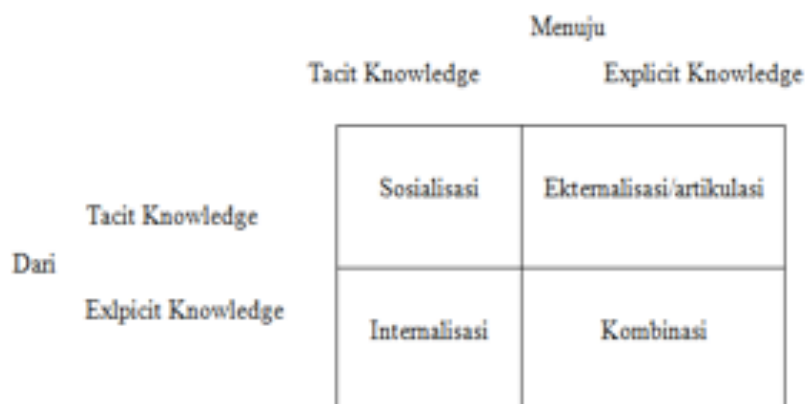 Menuju
Tacit Knowledge Explicit Knowledge
Sosialisasi Ekternalisasi/artikulasi
Tacit Knowledge
Dari
Exlpicit Knowledge
Internalisasi Kombinasi